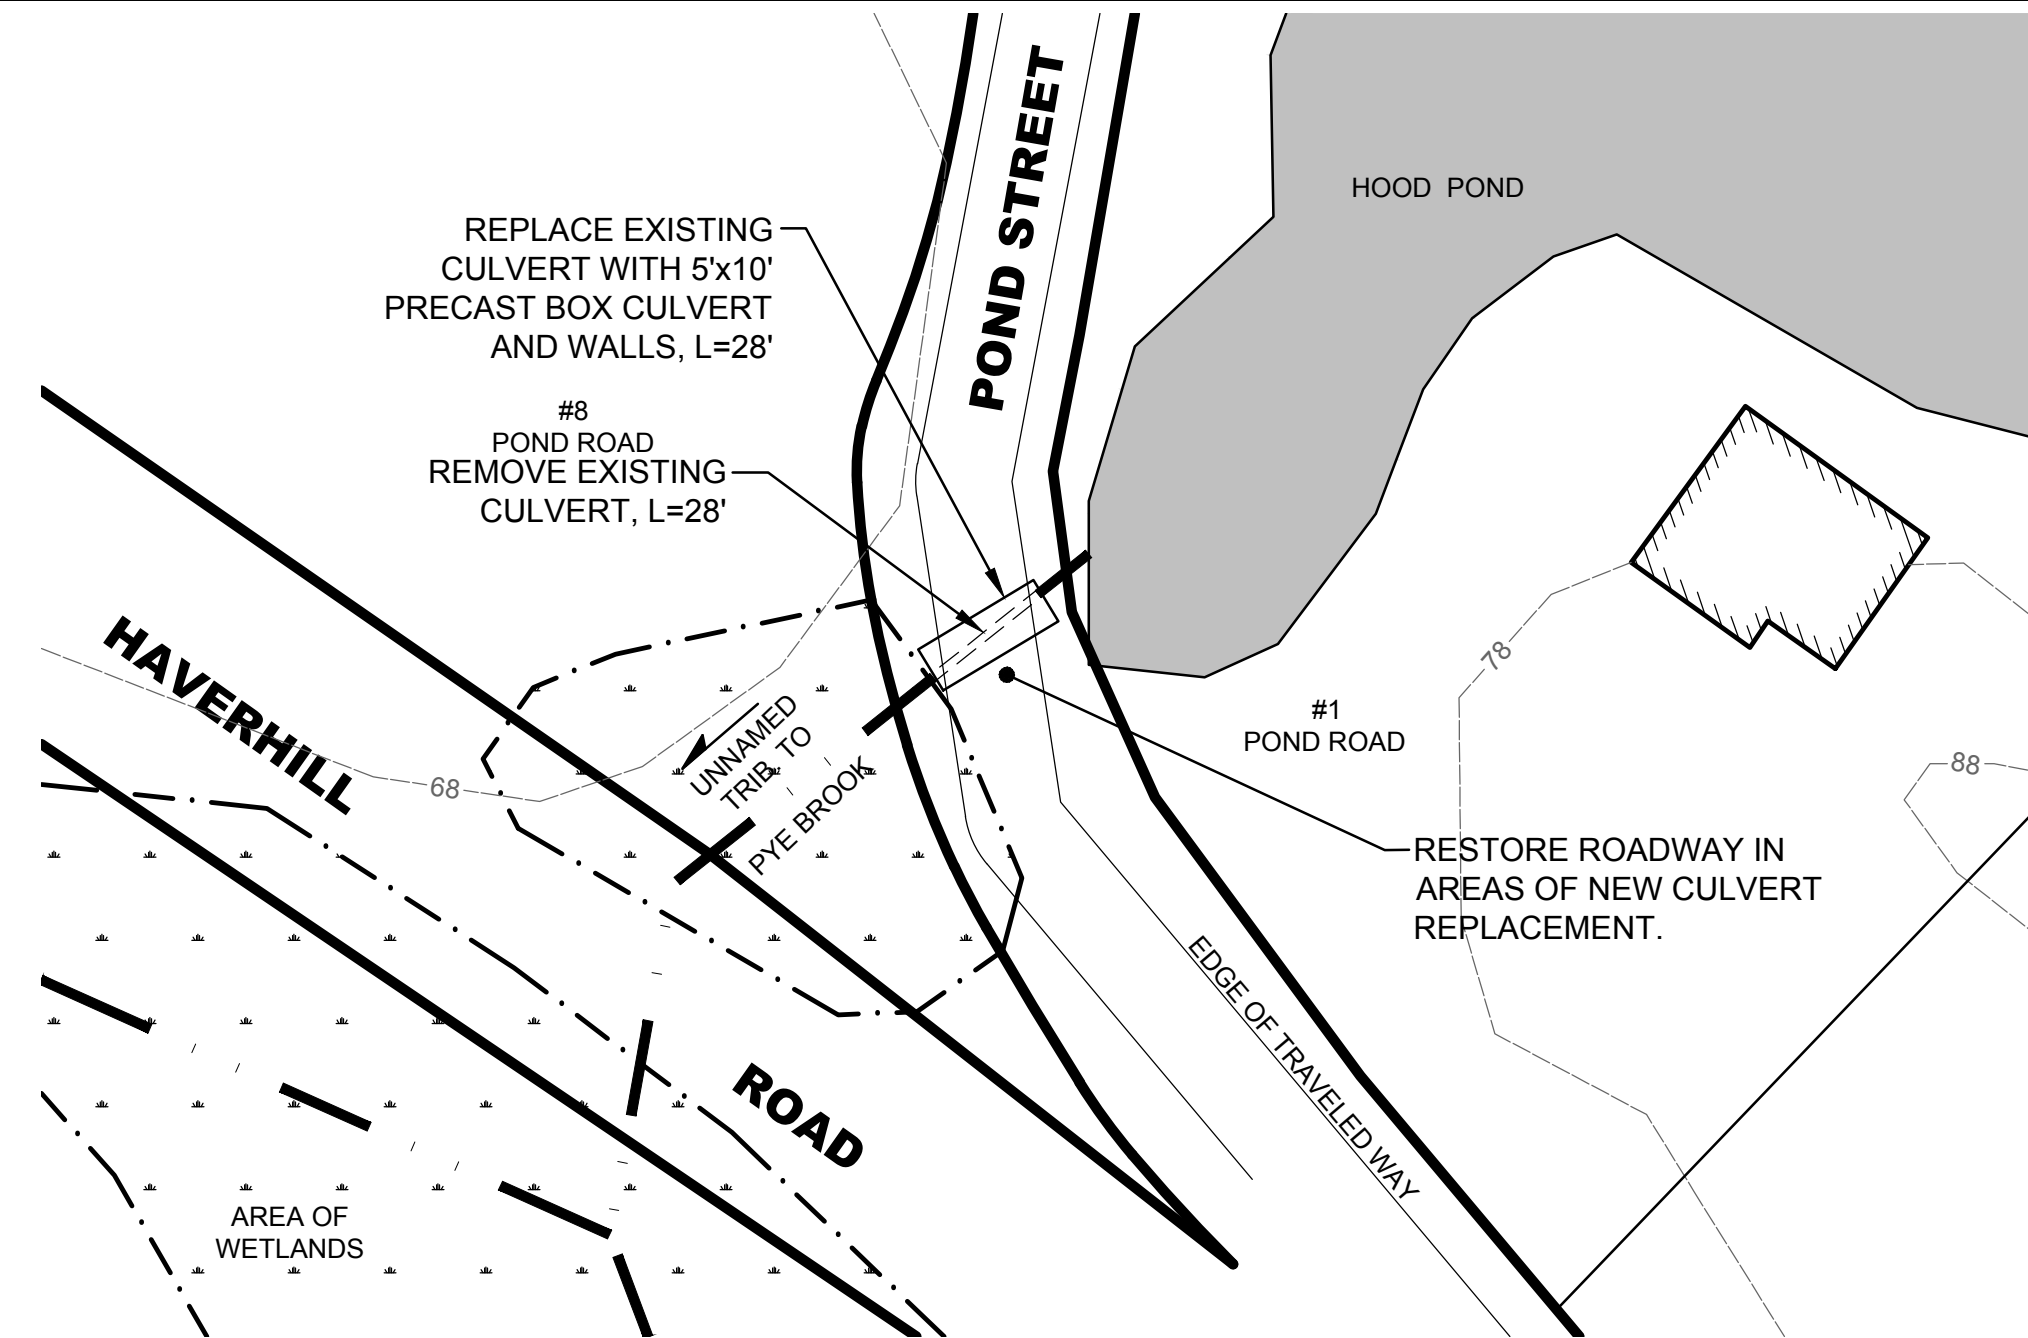 POND STREET
HOOD POND
REPLACE EXISTING
CULVERT WITH 5'x10'
PRECAST BOX CULVERT
AND WALLS, L=28'
#8
POND ROAD
REMOVE EXISTING
CULVERT, L=28'
HAVERHILL
ROAD
68
UNNAMED
TRIB. TO
PYE BROOK
78
#1
POND ROAD
88
RESTORE ROADWAY IN
AREAS OF NEW CULVERT
REPLACEMENT.
EDGE OF TRAVELED WAY
AREA OF
WETLANDS